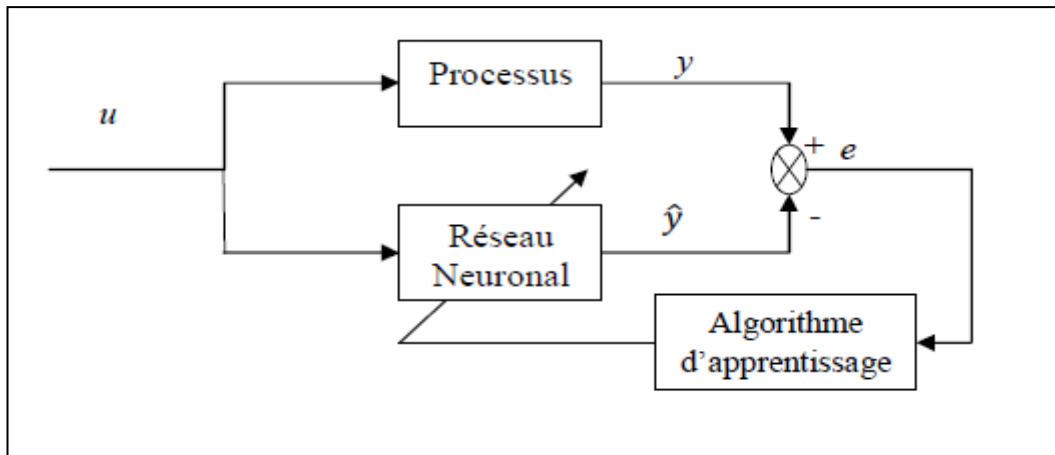 Processus
y
u
+
e
Réseau
Neuronal
ŷ
-
Algorithme
d'apprentissage